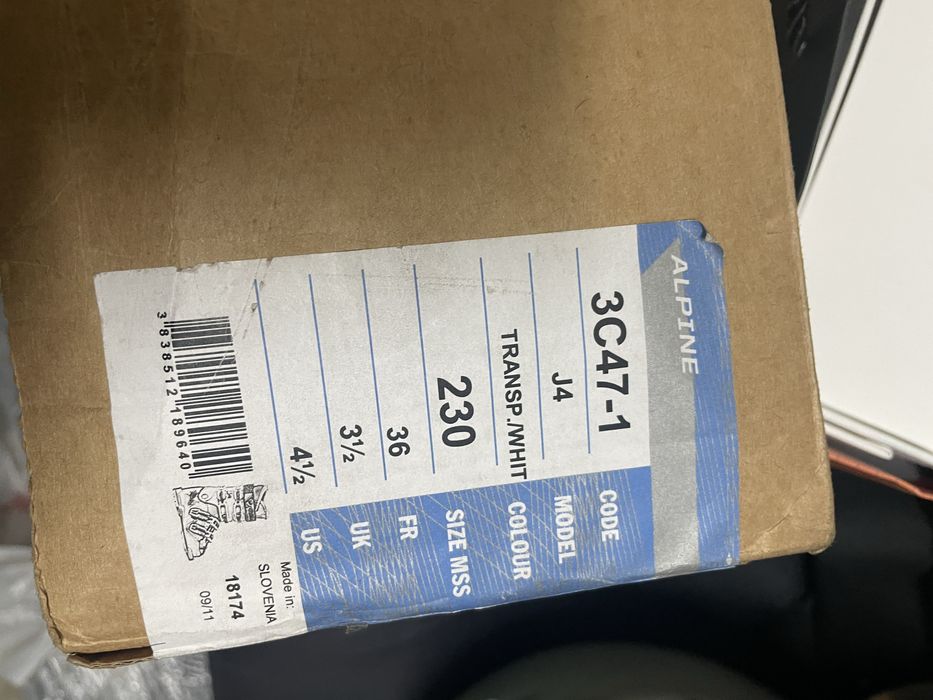 ALPINE
3C47-1 CODE
J4 MODEL
TRANSP./WHIT COLOUR
230 SIZE MSS
36 FR
3½ UK
4½ US
3 838512 189640
Made in:
SLOVENIA
18174
09/11